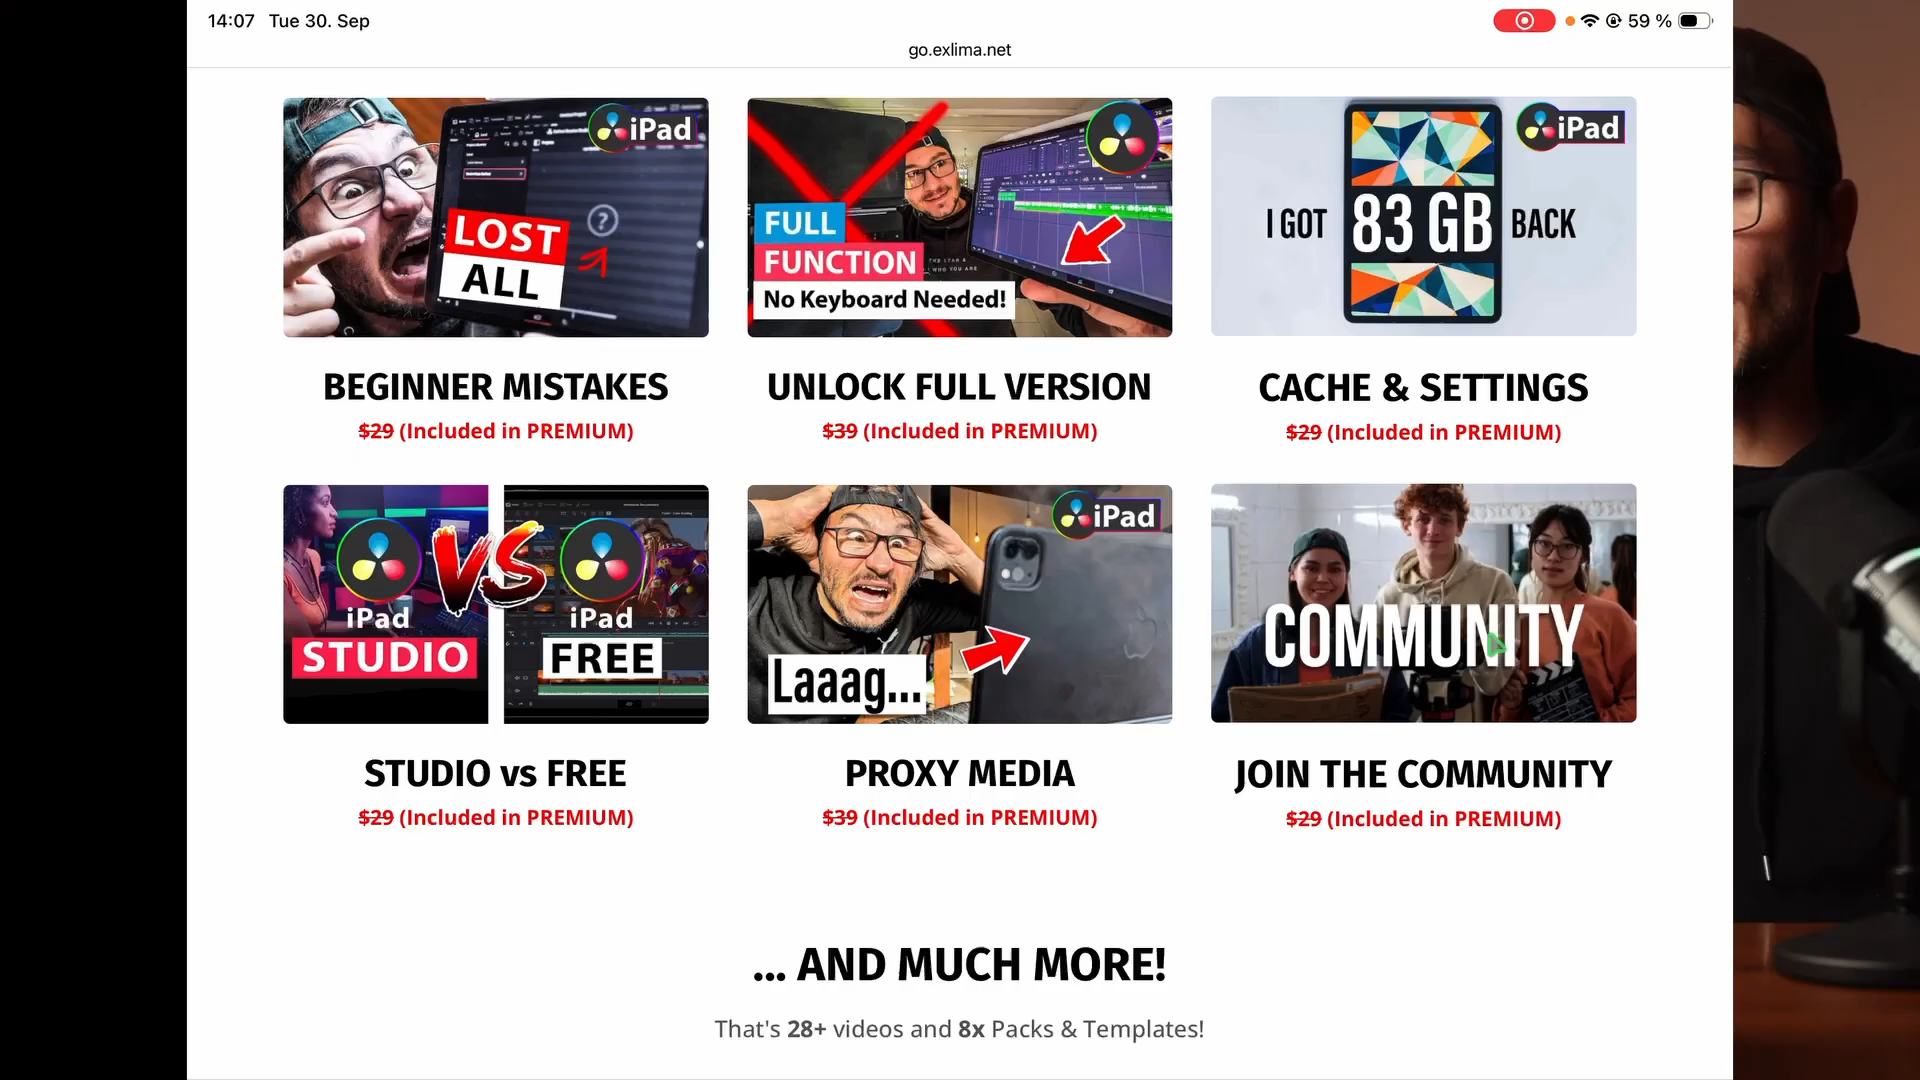 14:07 Tue 30. Sep
59 %
go.exlima.net
iPad
LOST
ALL
FULL
FUNCTION
No Keyboard Needed!
iPad
I GOT 83 GB BACK
BEGINNER MISTAKES
$29 (Included in PREMIUM)
UNLOCK FULL VERSION
$39 (Included in PREMIUM)
CACHE & SETTINGS
$29 (Included in PREMIUM)
VS
iPad
STUDIO
iPad
FREE
iPad
Laaag...
COMMUNITY
STUDIO vs FREE
$29 (Included in PREMIUM)
PROXY MEDIA
$39 (Included in PREMIUM)
JOIN THE COMMUNITY
$29 (Included in PREMIUM)
... AND MUCH MORE!
That's 28+ videos and 8x Packs & Templates!